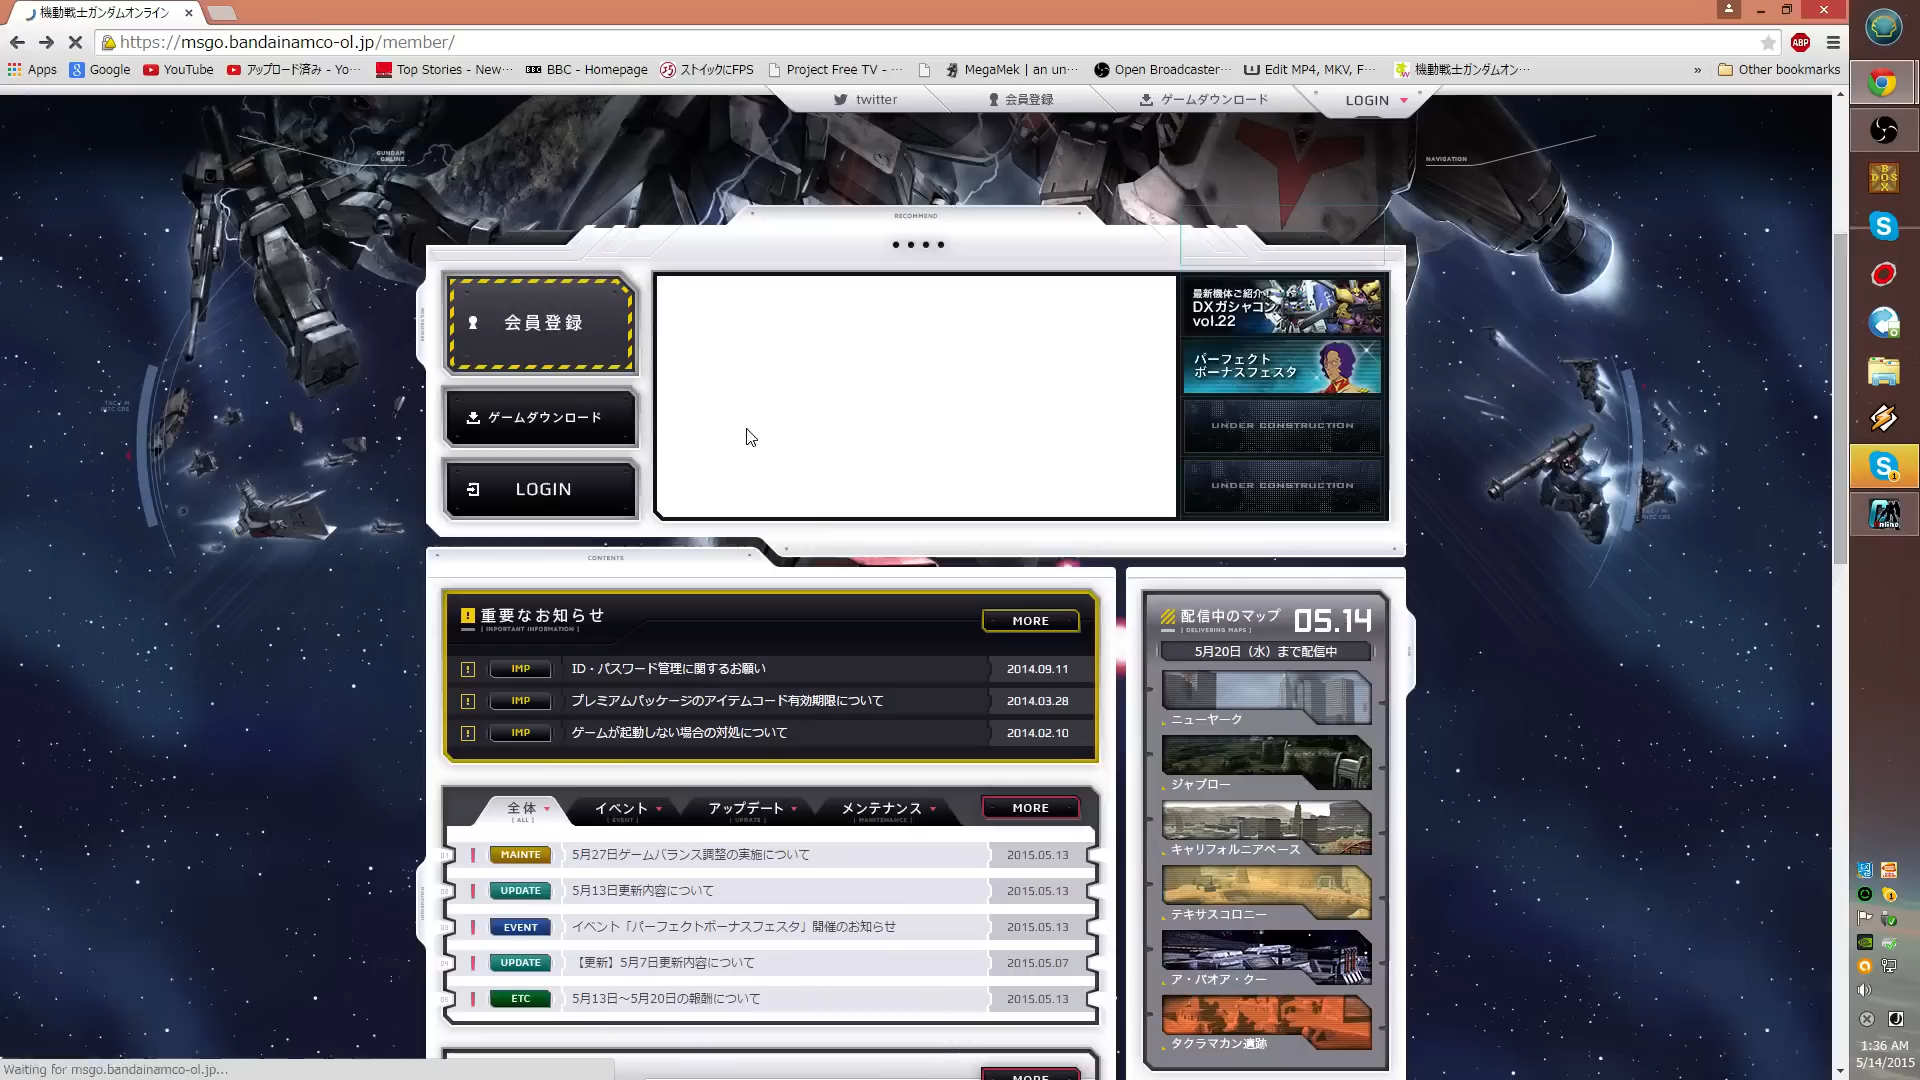 機動戦士ガンダムオンライン
https://msgo.bandainamco-ol.jp/member/
ABP
Apps
Google
YouTube
アップロード済み - Yo…
Top Stories - New…
BBC - Homepage
ストイックにFPS
Project Free TV - …
MegaMek | an un…
Open Broadcaster…
Edit MP4, MKV, F…
機動戦士ガンダムオン…
»
Other bookmarks
twitter
会員登録
ゲームダウンロード
LOGIN
GUNDAM
ONLINE
NAVIGATION
RECOMMEND
会員登録
ゲームダウンロード
LOGIN
最新機体ご紹介！
DXガシャコン
vol.22
パーフェクト
ボーナスフェスタ
UNDER CONSTRUCTION
UNDER CONSTRUCTION
CONTENTS
重要なお知らせ
[ INPORTANT INFORMATION ]
MORE
IMP
ID・パスワード管理に関するお願い
2014.09.11
IMP
プレミアムパッケージのアイテムコード有効期限について
2014.03.28
IMP
ゲームが起動しない場合の対処について
2014.02.10
全体
[ ALL ]
イベント
[ EVENT ]
アップデート
[ UPDATE ]
メンテナンス
[ MAINTENANCE ]
MORE
01
MAINTE
5月27日ゲームバランス調整の実施について
2015.05.13
02
UPDATE
5月13日更新内容について
2015.05.13
03
EVENT
イベント「パーフェクトボーナスフェスタ」開催のお知らせ
2015.05.13
04
UPDATE
【更新】5月7日更新内容について
2015.05.07
05
ETC
5月13日～5月20日の報酬について
2015.05.13
MORE
配信中のマップ
[ DELIVERING MAPS ]
05.14
5月20日（水）まで配信中
ニューヤーク
ジャブロー
キャリフォルニアベース
テキサスコロニー
ア・バオア・クー
タクラマカン遺跡
Waiting for msgo.bandainamco-ol.jp...
1:36 AM
5/14/2015